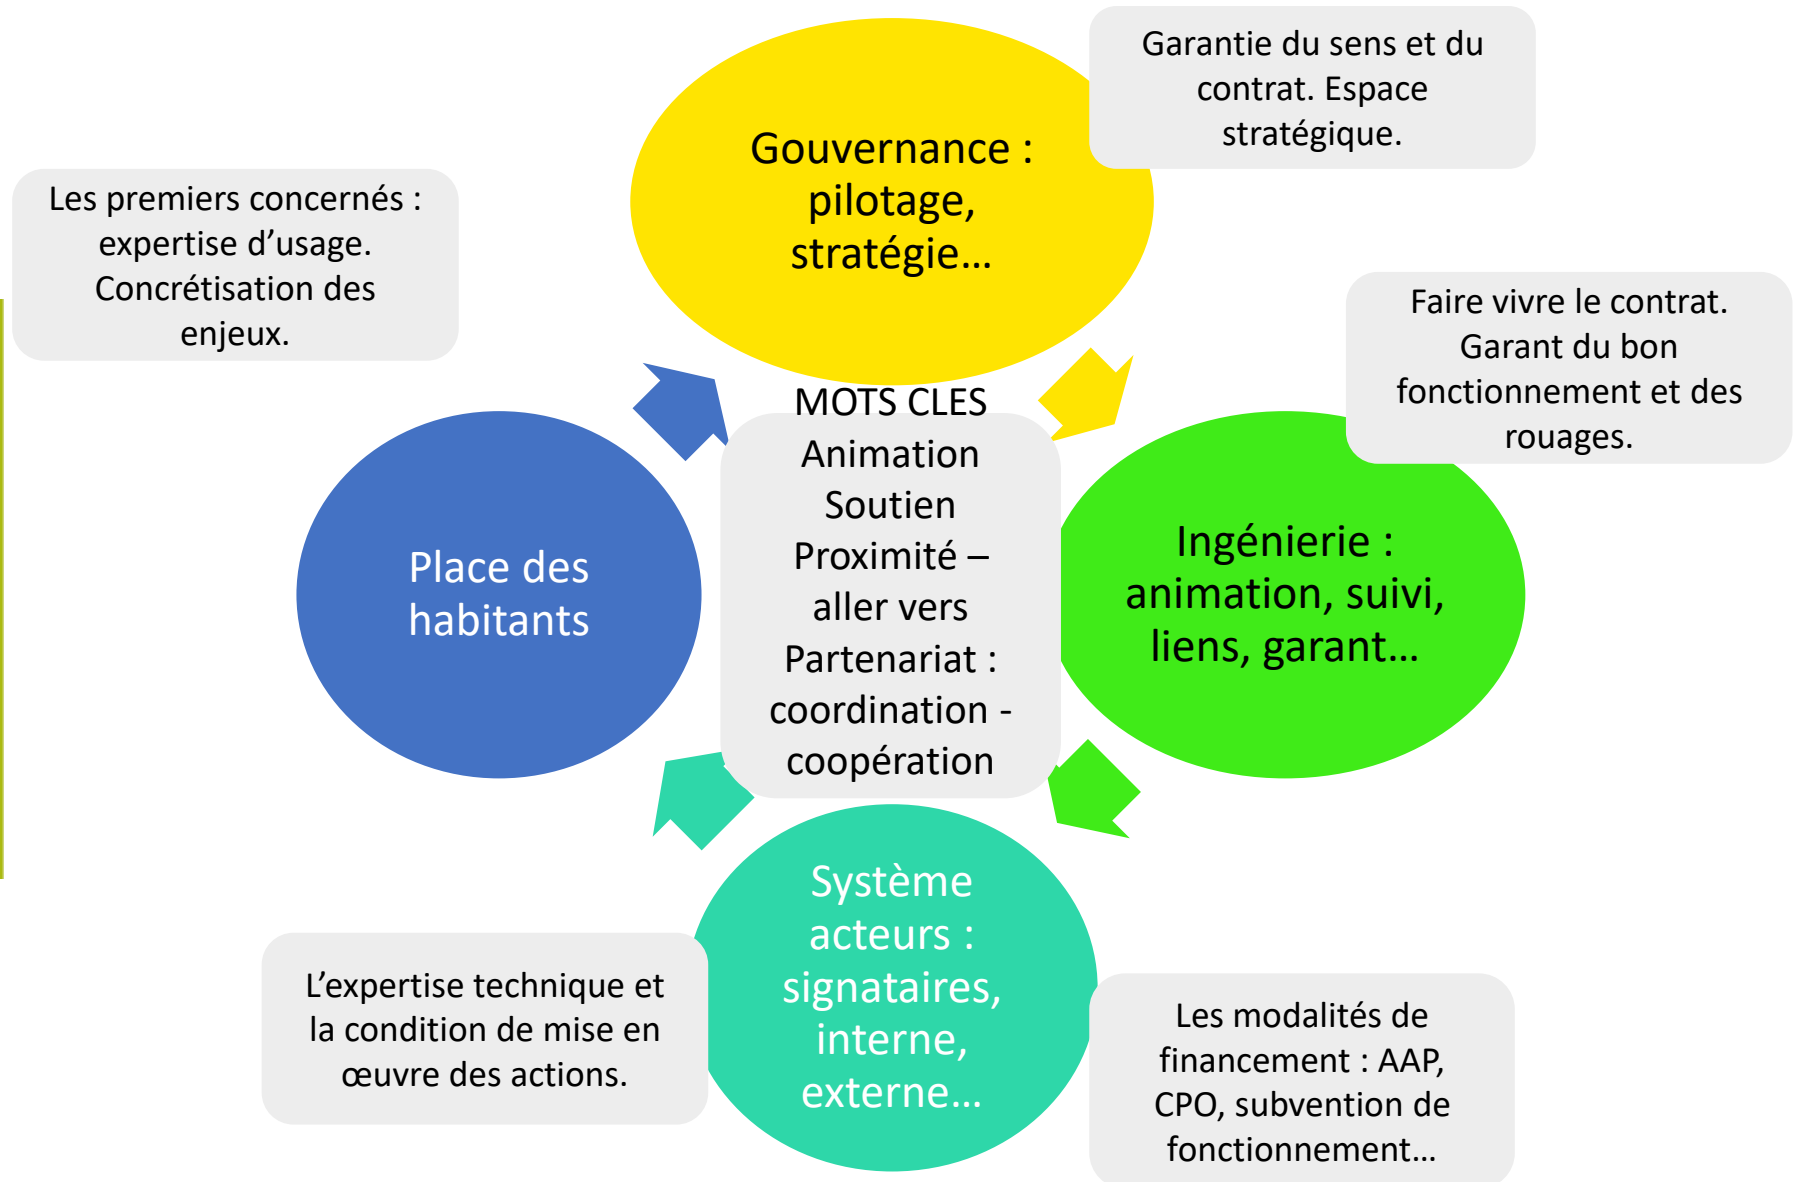 Garantie du sens et du
contrat. Espace
stratégique.
Gouvernance :
pilotage,
stratégie…
Les premiers concernés :
expertise d’usage.
Concrétisation des
enjeux.
Faire vivre le contrat.
Garant du bon
fonctionnement et des
rouages.
MOTS CLES
Animation
Soutien
Proximité –
aller vers
Partenariat :
coordination -
coopération
Place des
habitants
Ingénierie :
animation, suivi,
liens, garant…
Système
acteurs :
signataires,
interne,
externe…
L’expertise technique et
la condition de mise en
œuvre des actions.
Les modalités de
financement : AAP,
CPO, subvention de
fonctionnement…